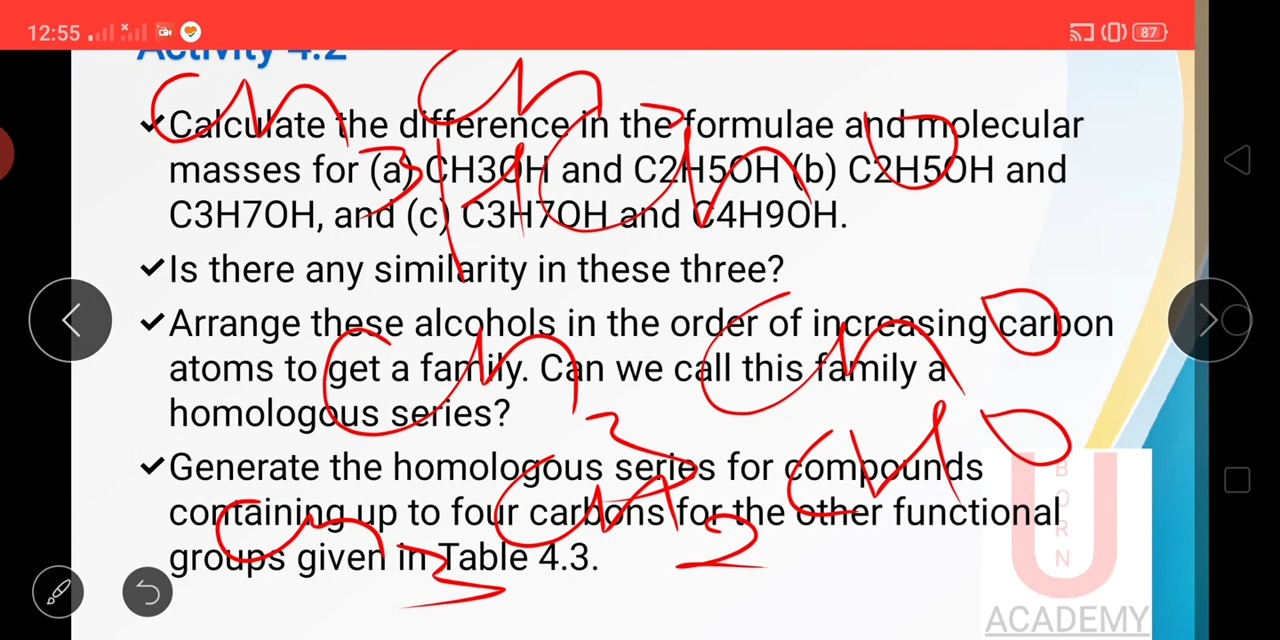 12:55
87
Activity 4.2
✓Calculate the difference in the formulae and molecular
masses for (a) CH3OH and C2H5OH (b) C2H5OH and
C3H7OH, and (c) C3H7OH and C4H9OH.
✓Is there any similarity in these three?
✓Arrange these alcohols in the order of increasing carbon
atoms to get a family. Can we call this family a
homologous series?
✓Generate the homologous series for compounds
containing up to four carbons for the other functional
groups given in Table 4.3.
U
BORN
ACADEMY